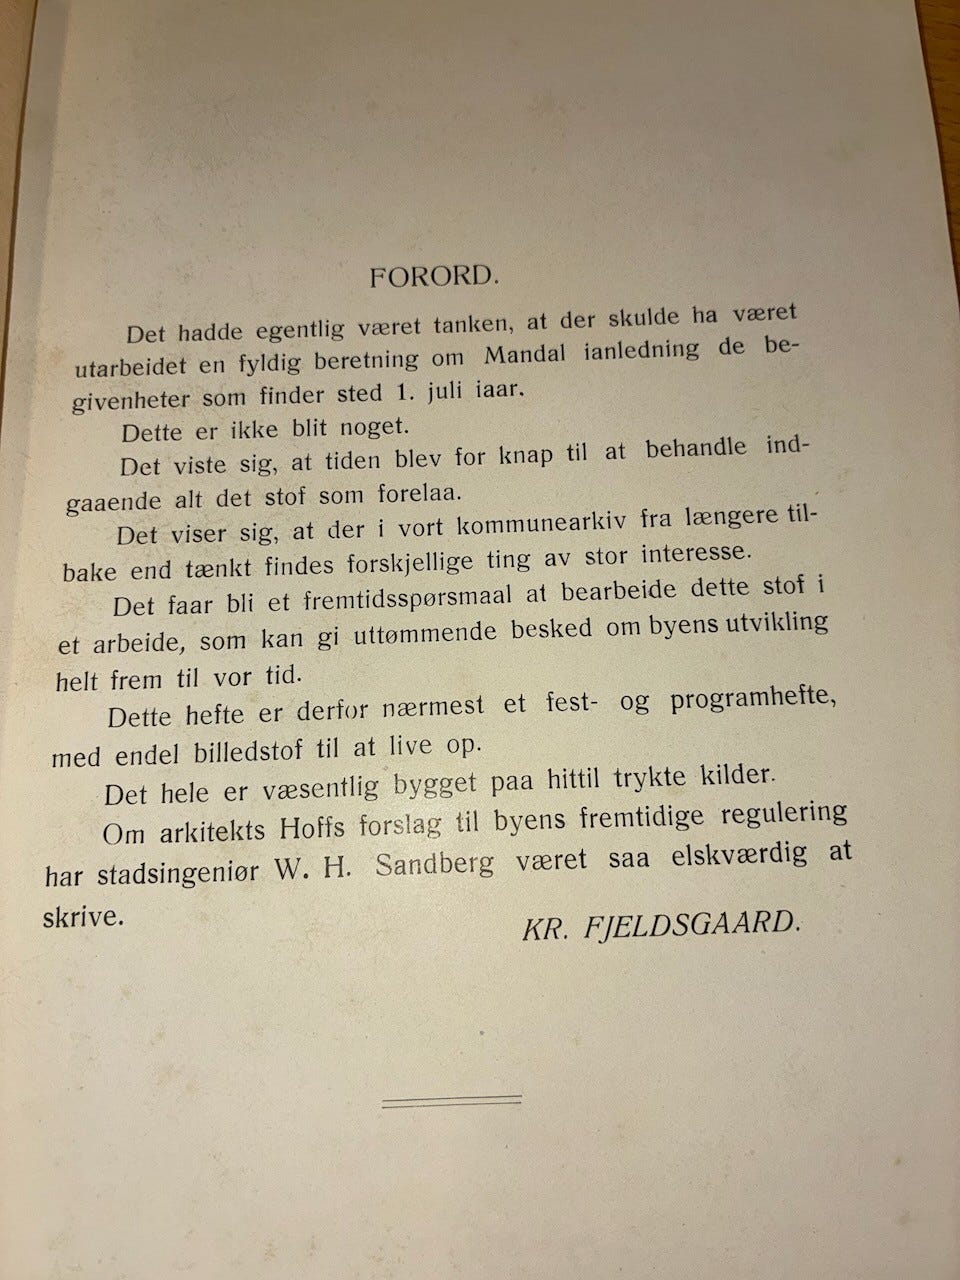 FORORD.
Det hadde egentlig været tanken, at der skulde ha været
utarbeidet en fyldig beretning om Mandal ianledning de be-
givenheter som finder sted 1. juli iaar.
Dette er ikke blit noget.
Det viste sig, at tiden blev for knap til at behandle ind-
gaaende alt det stof som forelaa.
Det viser sig, at der i vort kommunearkiv fra længere til-
bake end tænkt findes forskjellige ting av stor interesse.
Det faar bli et fremtidsspørsmaal at bearbeide dette stof i
et arbeide, som kan gi uttømmende besked om byens utvikling
helt frem til vor tid.
Dette hefte er derfor nærmest et fest- og programhefte,
med endel billedstof til at live op.
Det hele er væsentlig bygget paa hittil trykte kilder.
Om arkitekts Hoffs forslag til byens fremtidige regulering
har stadsingeniør W. H. Sandberg været saa elskværdig at
skrive.
KR. FJELDSGAARD.